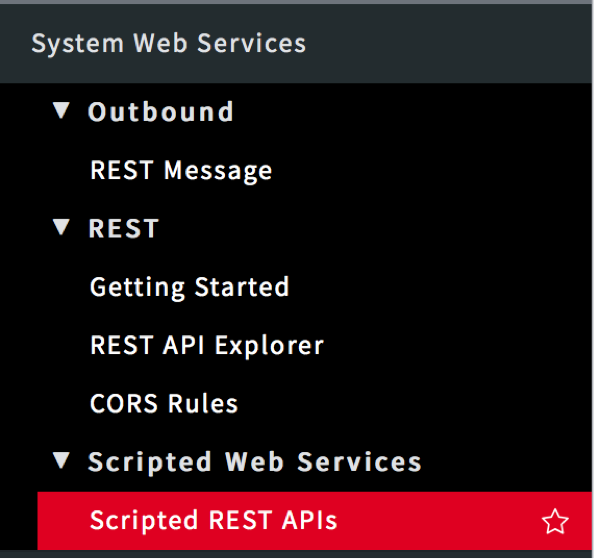 System Web Services
Outbound
REST Message
REST
Getting Started
REST API Explorer
CORS Rules
Scripted Web Services
Scripted REST APIs